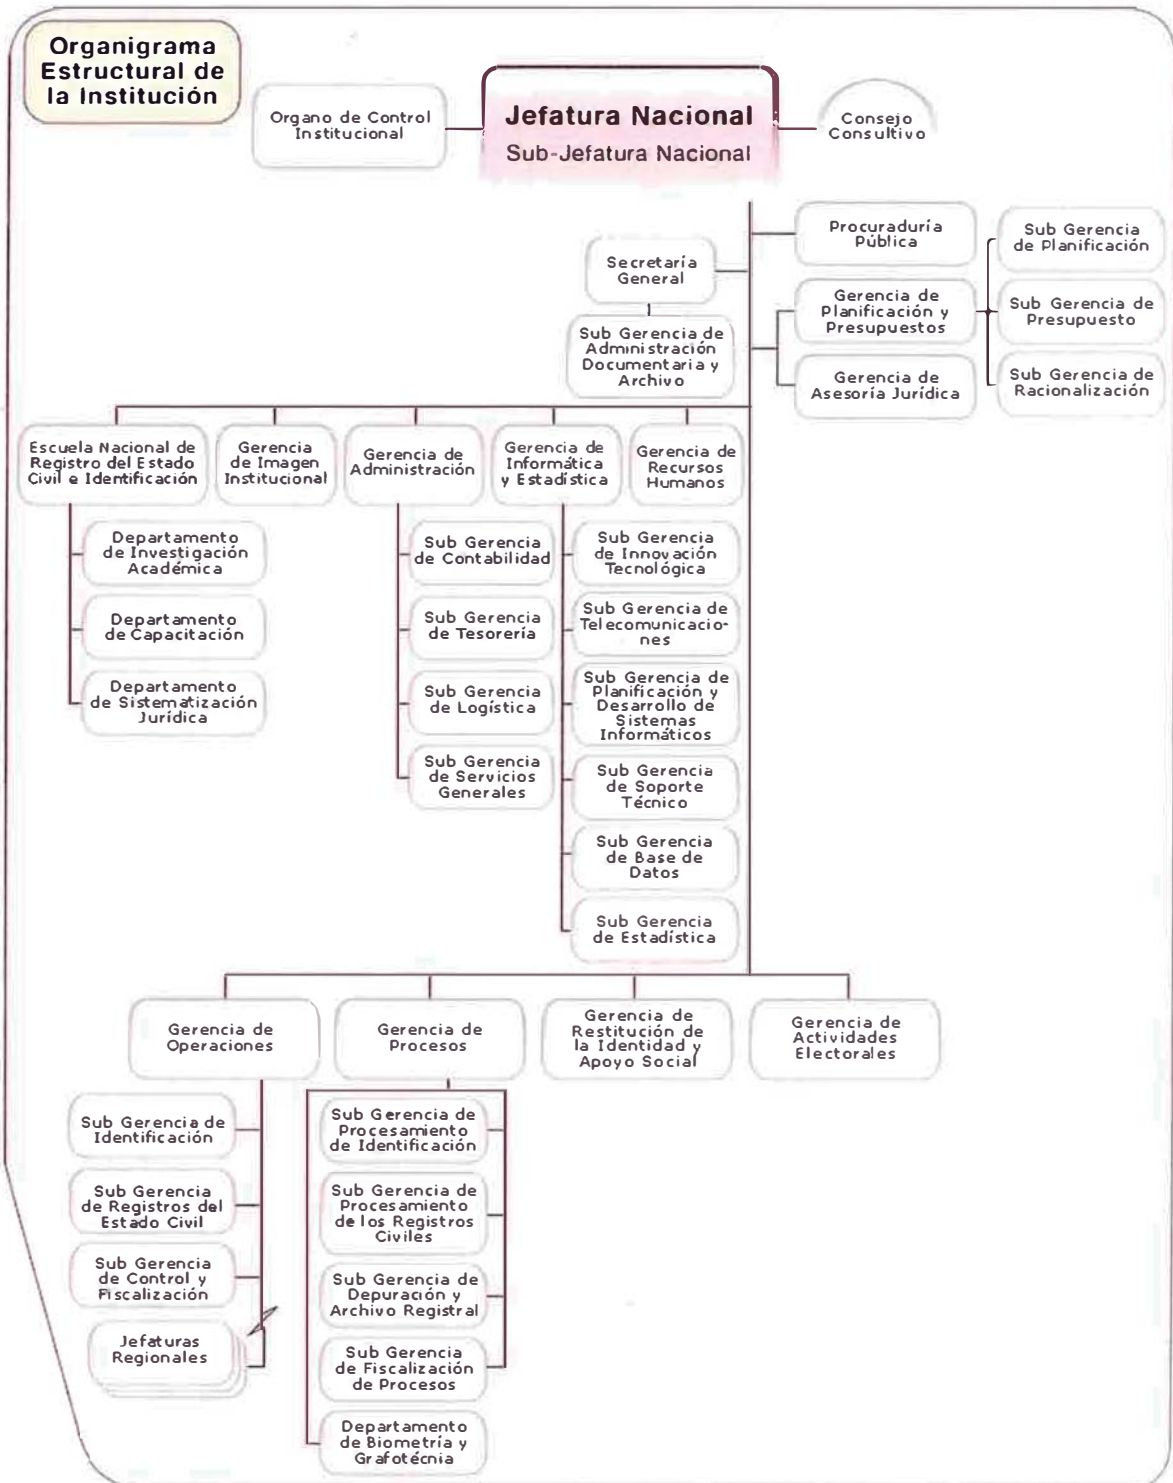 Organigrama
Estructural de
la Institución
Organo de Control
Institucional
Jefatura Nacional
Sub-Jefatura Nacional
Consejo
Consultivo
Procuraduría
Pública
Sub Gerencia
de Planificación
Secretaría
General
Gerencia de
Planificación y
Presupuestos
Sub Gerencia de
Presupuesto
Sub Gerencia de
Administración
Documentaria y
Archivo
Gerencia de
Asesoría Jurídica
Sub Gerencia de
Racionalización
Escuela Nacional de
Registro del Estado
Civil e Identificación
Gerencia
de Imagen
Institucional
Gerencia de
Administración
Gerencia de
Informática
y Estadística
Gerencia de
Recursos
Humanos
Departamento
de Investigación
Académica
Departamento
de Capacitación
Departamento
de Sistematización
Jurídica
Sub Gerencia
de Contabilidad
Sub Gerencia
de Tesorería
Sub Gerencia
de Logística
Sub Gerencia
de Servicios
Generales
Sub Gerencia
de Innovación
Tecnológica
Sub Gerencia de
Telecomunicacio-
nes
Sub Gerencia de
Planificación y
Desarrollo de
Sistemas
Informáticos
Sub Gerencia
de Soporte
Técnico
Sub Gerencia
de Base de
Datos
Sub Gerencia
de Estadística
Gerencia de
Operaciones
Gerencia de
Procesos
Gerencia de
Restitución de
la Identidad y
Apoyo Social
Gerencia de
Actividades
Electorales
Sub Gerencia de
Identificación
Sub Gerencia
de Registros del
Estado Civil
Sub Gerencia
de Control y
Fiscalización
Jefaturas
Regionales
Sub Gerencia de
Procesamiento
de Identificación
Sub Gerencia de
Procesamiento
de los Registros
Civiles
Sub Gerencia de
Depuración y
Archivo Registral
Sub Gerencia
de Fiscalización
de Procesos
Departamento
de Biometría y
Grafotécnia